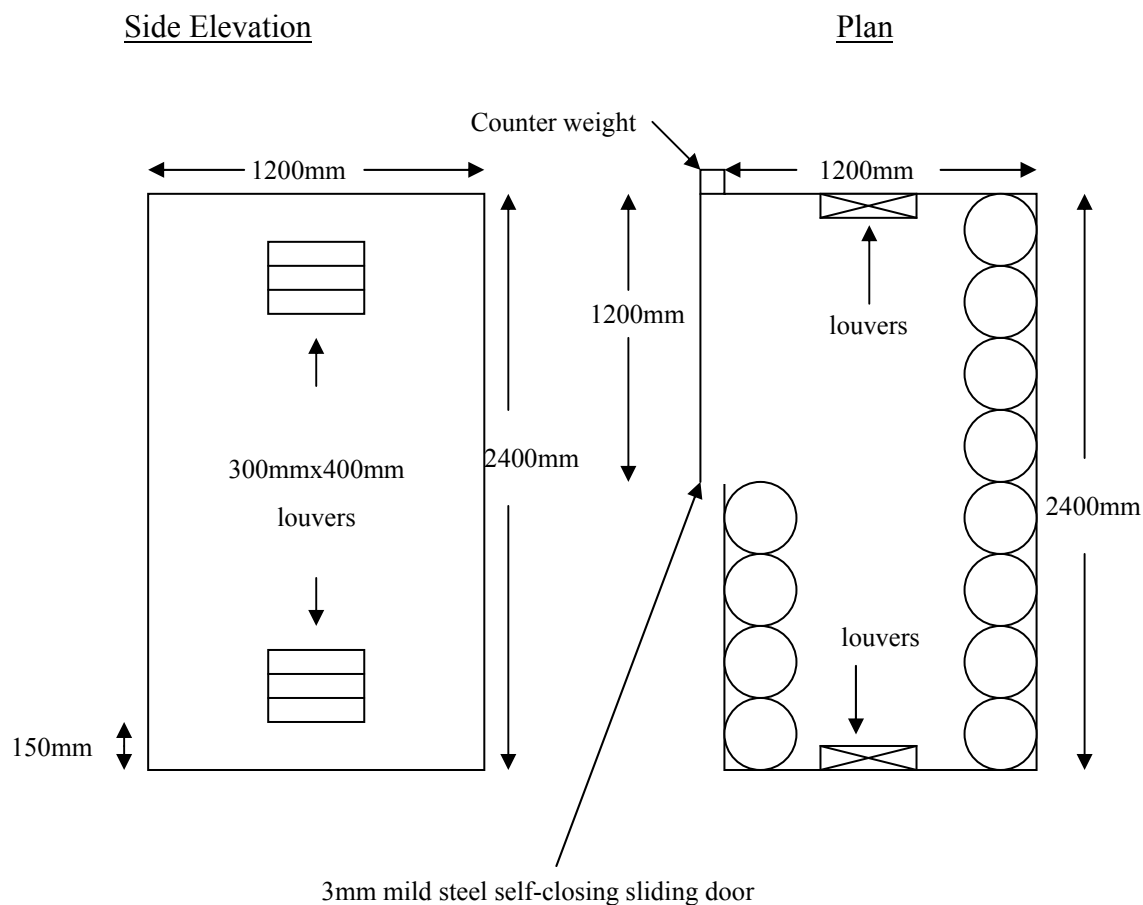 Side Elevation
Plan
Counter weight
1200mm
1200mm
1200mm
louvers
300mmx400mm
louvers
2400mm
2400mm
louvers
150mm
3mm mild steel self-closing sliding door